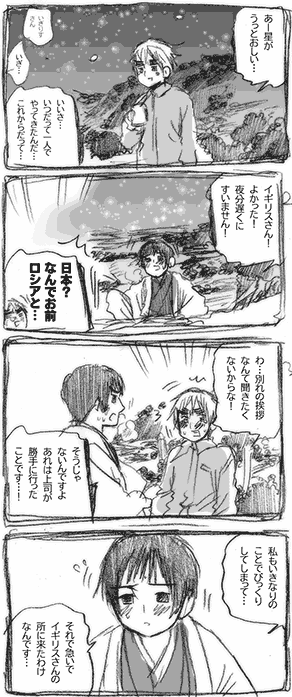 あー星が
うっとおしい…
いぎりす
さん
いざ…
いいさ…
いつだって一人で
やってきたんだ…
これからだって…
イギリスさん！
よかった！
夜分遅くに
すいません！
日本？
なんでお前
ロシアと…
わ…別れの挨拶
なんて聞きたく
ないからな！
そうじゃ
ないんですよ
あれは上司が
勝手に行った
ことです…！
私もいきなりの
ことでびっくり
してしまって…
それで急いで
イギリスさんの
所に来たわけ
なんです…